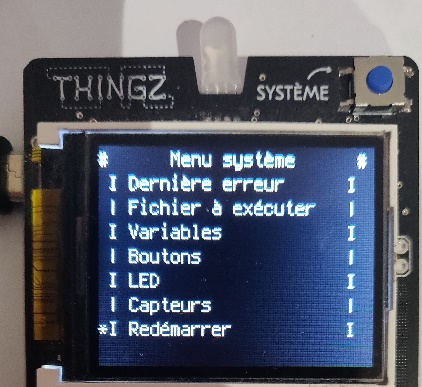 THINGZ
SYSTÈME
* Menu système *
I Dernière erreur I
| Fichier à exécuter |
I Variables I
| Boutons |
I LED I
| Capteurs |
*I Redémarrer I